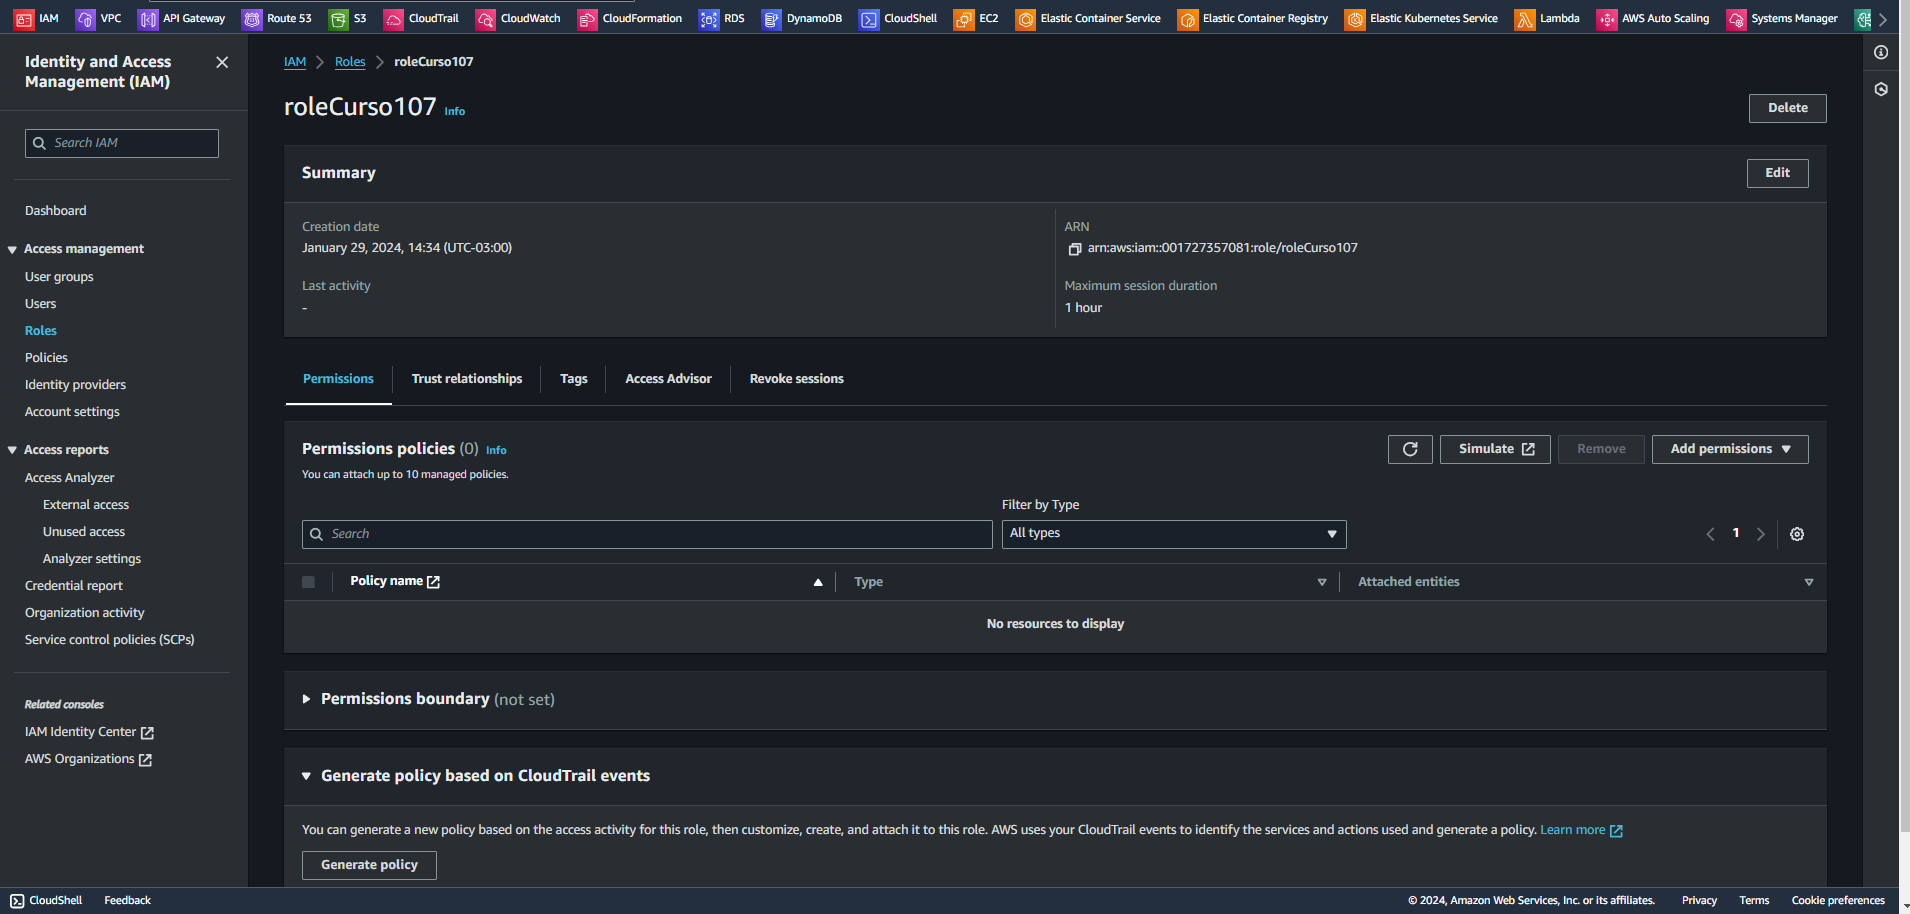 IAM VPC API Gateway Route 53 S3 CloudTrail CloudWatch CloudFormation RDS DynamoDB CloudShell EC2 Elastic Container Service Elastic Container Registry Elastic Kubernetes Service Lambda AWS Auto Scaling Systems Manager
Identity and Access
Management (IAM)
Search IAM
Dashboard
Access management
User groups
Users
Roles
Policies
Identity providers
Account settings
Access reports
Access Analyzer
External access
Unused access
Analyzer settings
Credential report
Organization activity
Service control policies (SCPs)
Related consoles
IAM Identity Center
AWS Organizations
IAM Roles roleCurso107
roleCurso107 Info
Delete
Summary
Edit
Creation date
January 29, 2024, 14:34 (UTC-03:00)
Last activity
-
ARN
arn:aws:iam::001727357081:role/roleCurso107
Maximum session duration
1 hour
Permissions Trust relationships Tags Access Advisor Revoke sessions
Permissions policies (0) Info
You can attach up to 10 managed policies.
Simulate Remove Add permissions
Filter by Type
Search All types 1
Policy name Type Attached entities
No resources to display
Permissions boundary (not set)
Generate policy based on CloudTrail events
You can generate a new policy based on the access activity for this role, then customize, create, and attach it to this role. AWS uses your CloudTrail events to identify the services and actions used and generate a policy. Learn more
Generate policy
CloudShell Feedback © 2024, Amazon Web Services, Inc. or its affiliates. Privacy Terms Cookie preferences